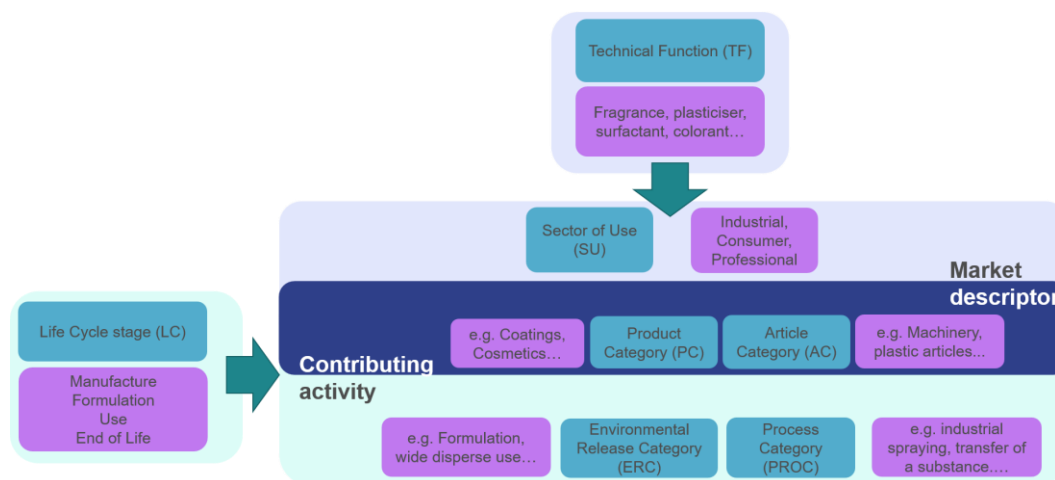 Technical Function (TF)
Fragrance, plasticiser,
surfactant, colorant…
Sector of Use
(SU)
Industrial,
Consumer,
Professional
Market
descriptor
Life Cycle stage (LC)
Manufacture
Formulation
Use
End of Life
e.g. Coatings,
Cosmetics…
Product
Category (PC)
Article
Category (AC)
e.g. Machinery,
plastic articles...
Contributing
activity
e.g. Formulation,
wide disperse use…
Environmental
Release Category
(ERC)
Process
Category
(PROC)
e.g. industrial
spraying, transfer of
a substance….